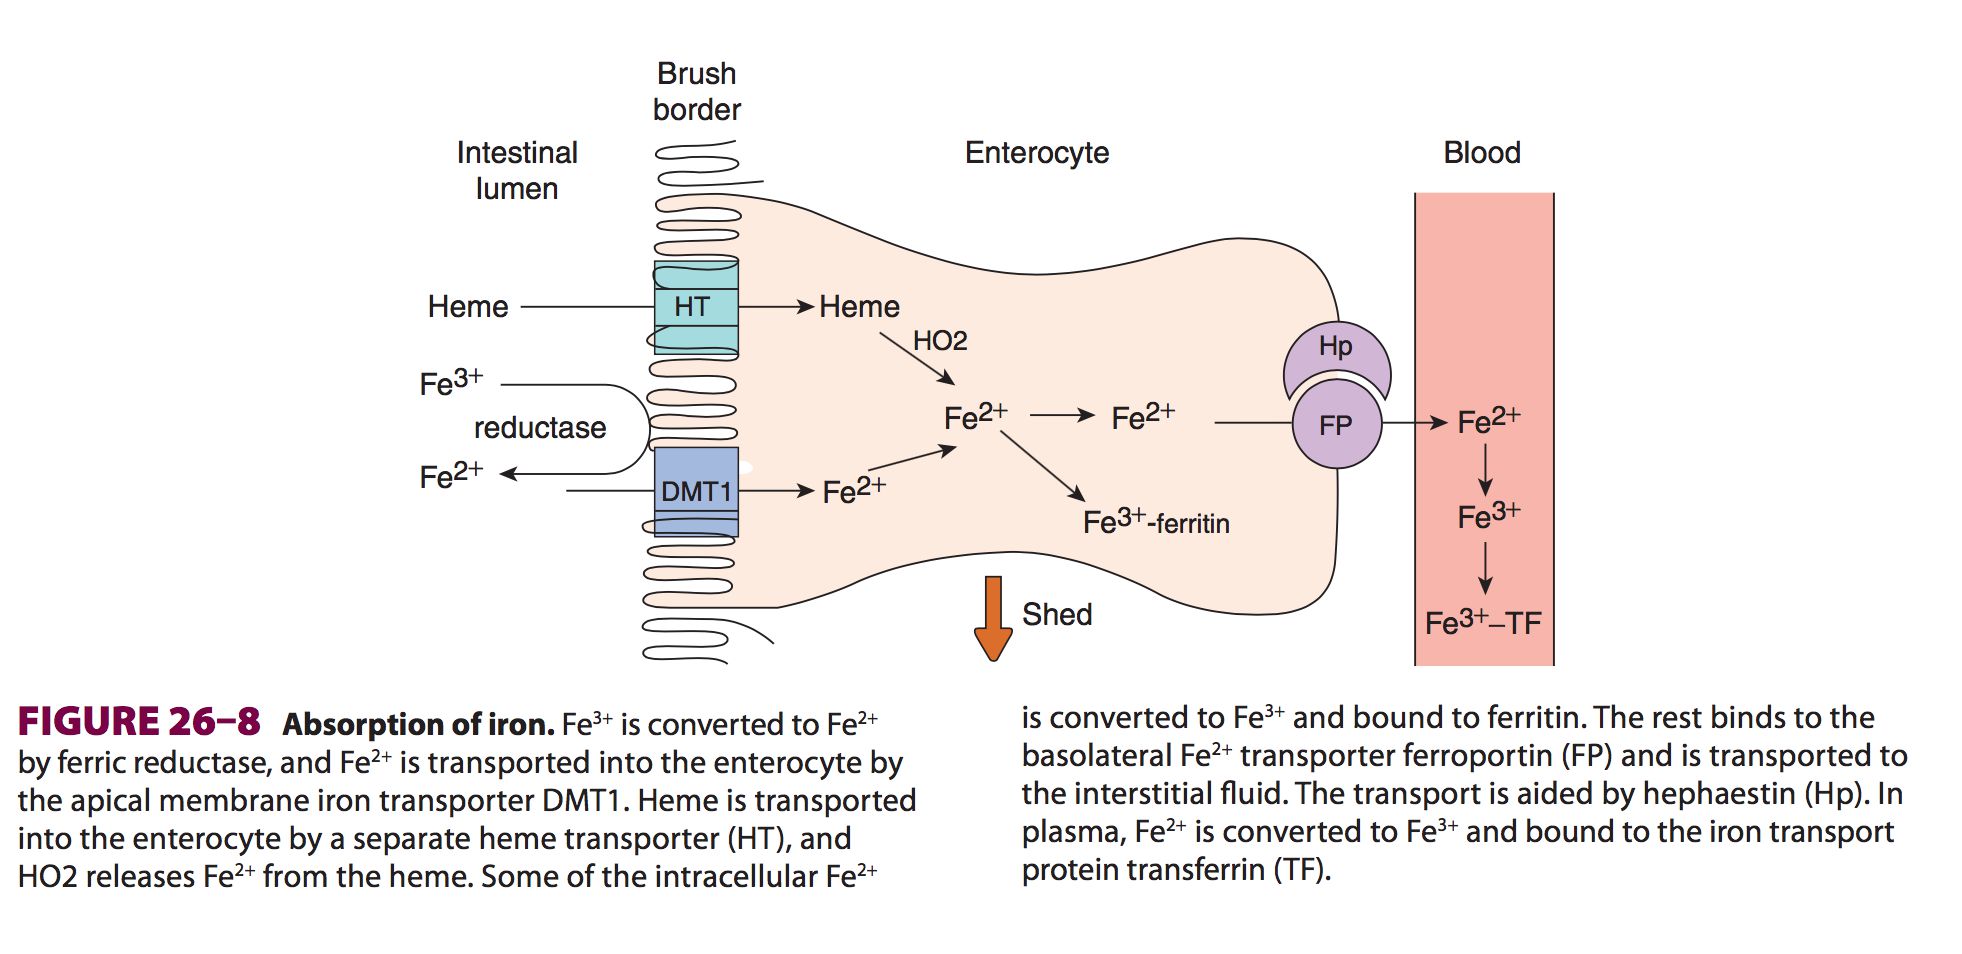 Brush
border
Intestinal
lumen
Enterocyte
Blood
Heme
HT
Heme
HO2
Hp
Fe³⁺
reductase
Fe²⁺
DMT1
Fe²⁺
Fe²⁺
Fe²⁺
FP
Fe²⁺
Fe³⁺
Fe³⁺-ferritin
Fe³⁺–TF
Shed
FIGURE 26–8 Absorption of iron. Fe³⁺ is converted to Fe²⁺
by ferric reductase, and Fe²⁺ is transported into the enterocyte by
the apical membrane iron transporter DMT1. Heme is transported
into the enterocyte by a separate heme transporter (HT), and
HO2 releases Fe²⁺ from the heme. Some of the intracellular Fe²⁺
is converted to Fe³⁺ and bound to ferritin. The rest binds to the
basolateral Fe²⁺ transporter ferroportin (FP) and is transported to
the interstitial fluid. The transport is aided by hephaestin (Hp). In
plasma, Fe²⁺ is converted to Fe³⁺ and bound to the iron transport
protein transferrin (TF).